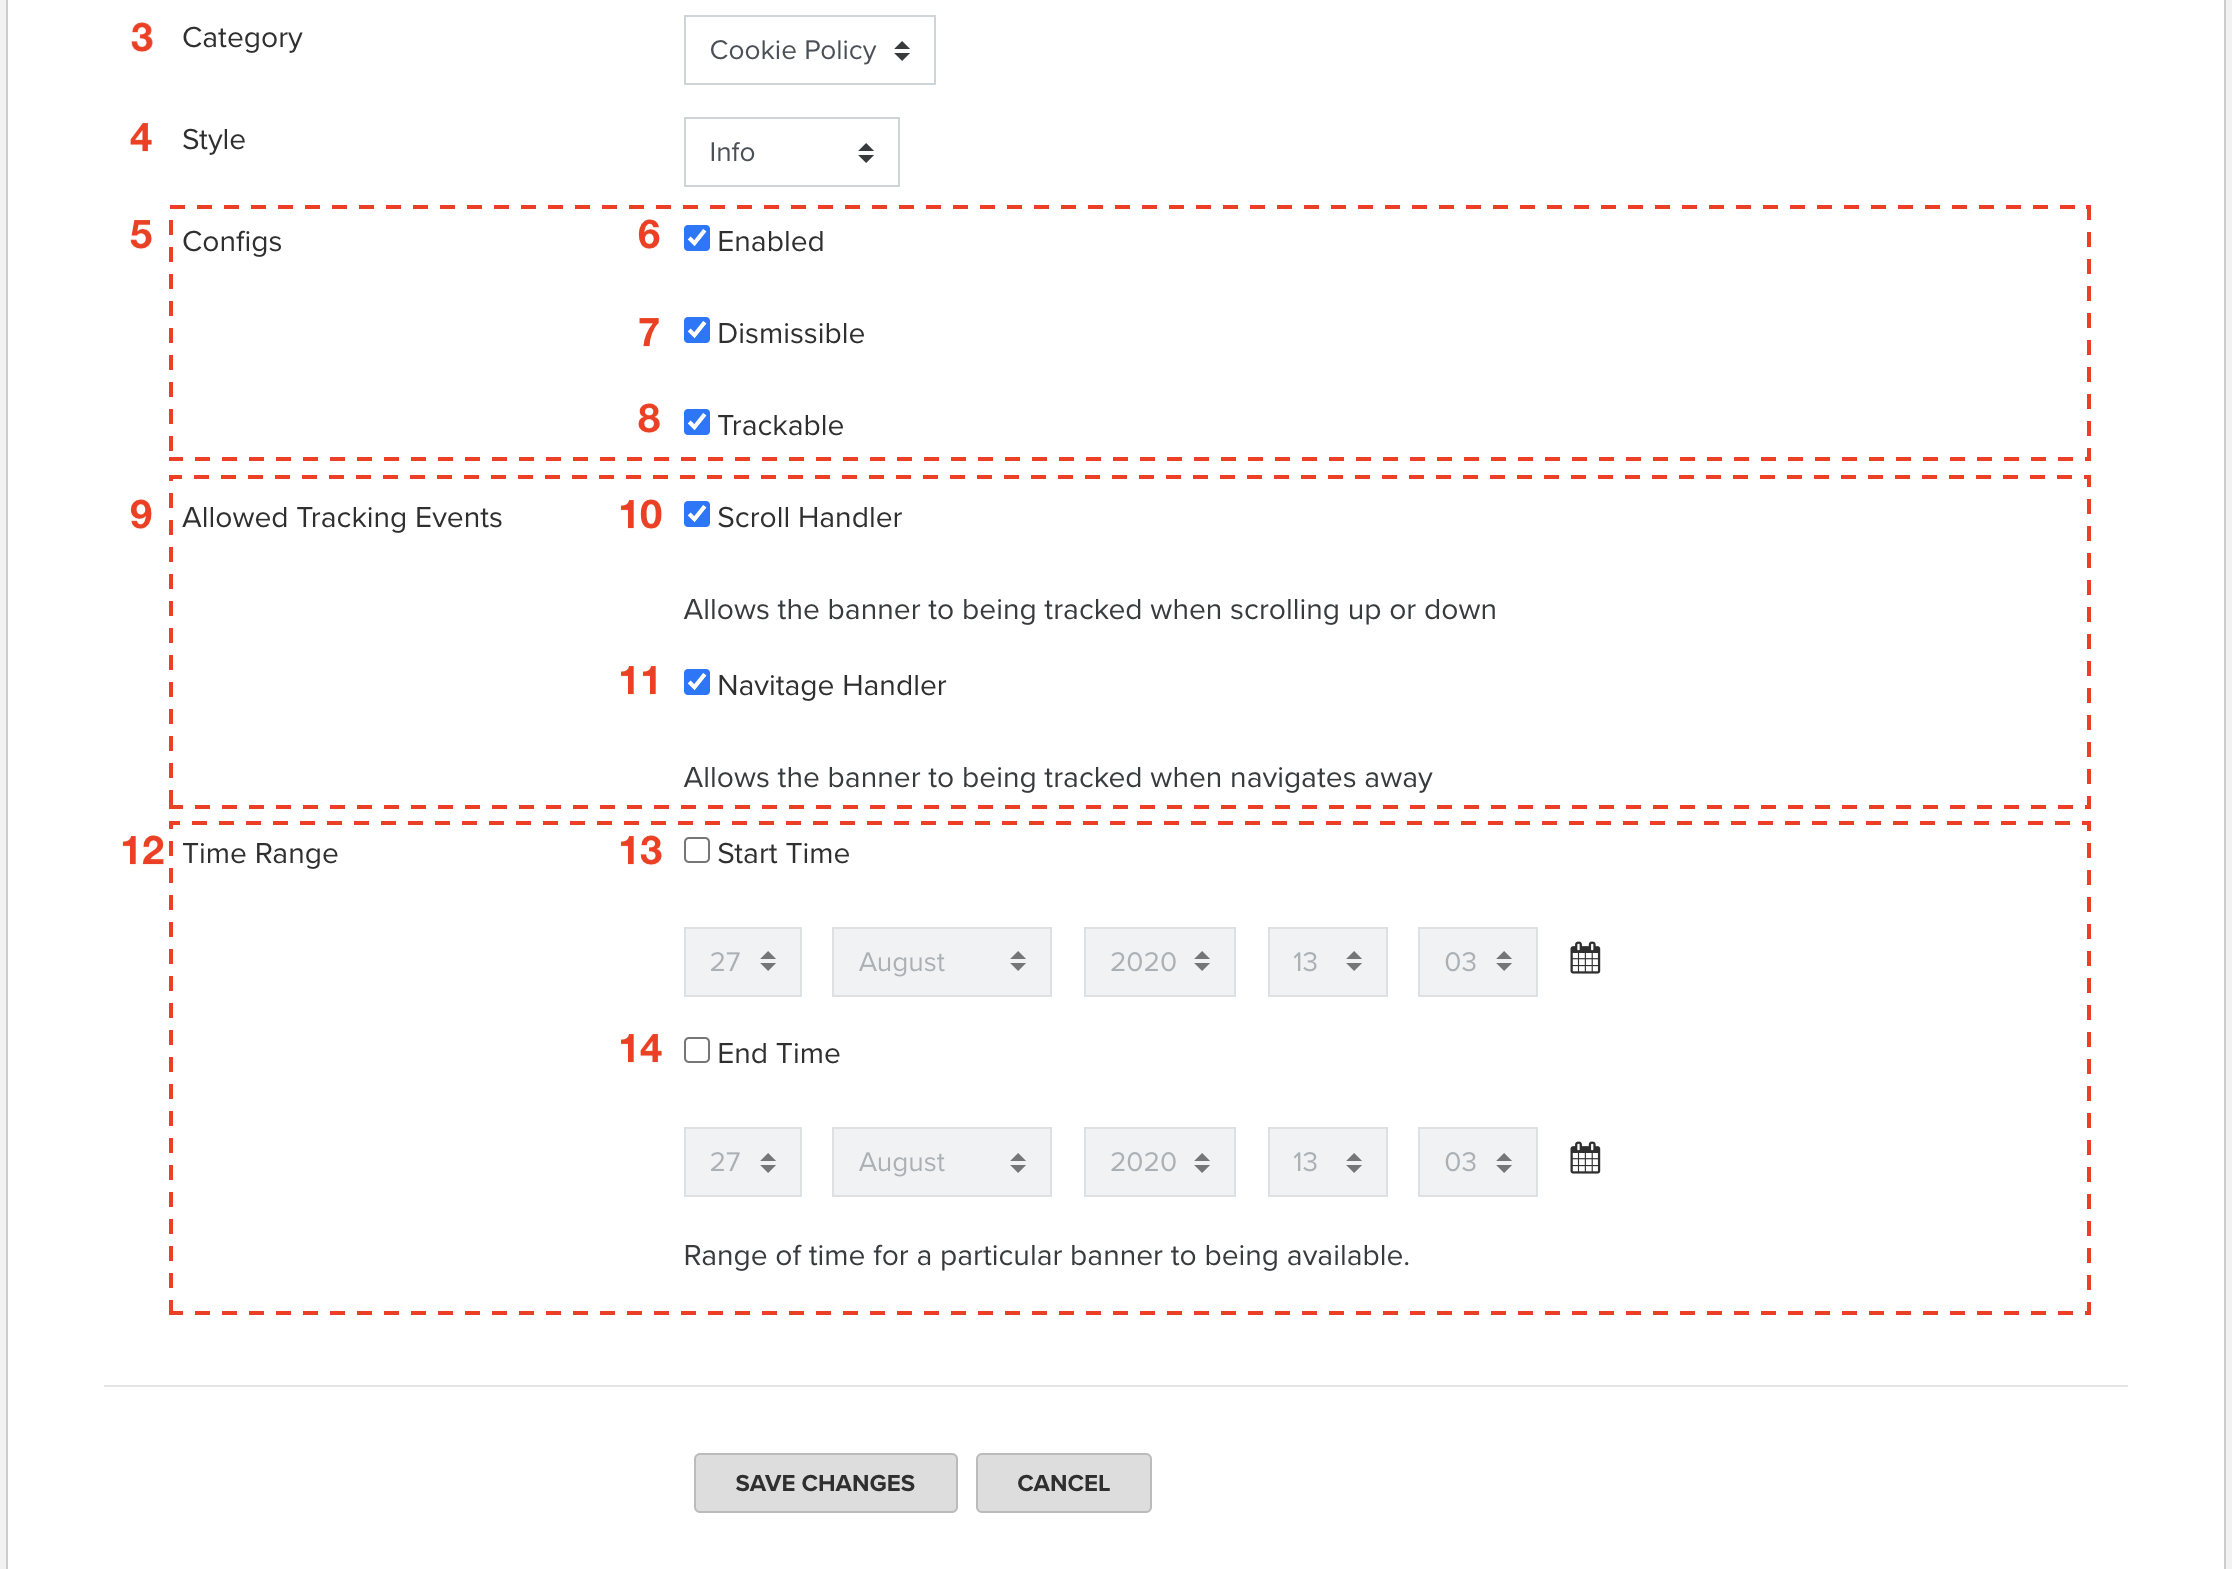 3 Category Cookie Policy
4 Style Info
5 Configs 6 Enabled
7 Dismissible
8 Trackable
9 Allowed Tracking Events 10 Scroll Handler
Allows the banner to being tracked when scrolling up or down
11 Navitage Handler
Allows the banner to being tracked when navigates away
12 Time Range 13 Start Time
27 August 2020 13 03
14 End Time
27 August 2020 13 03
Range of time for a particular banner to being available.
SAVE CHANGES CANCEL